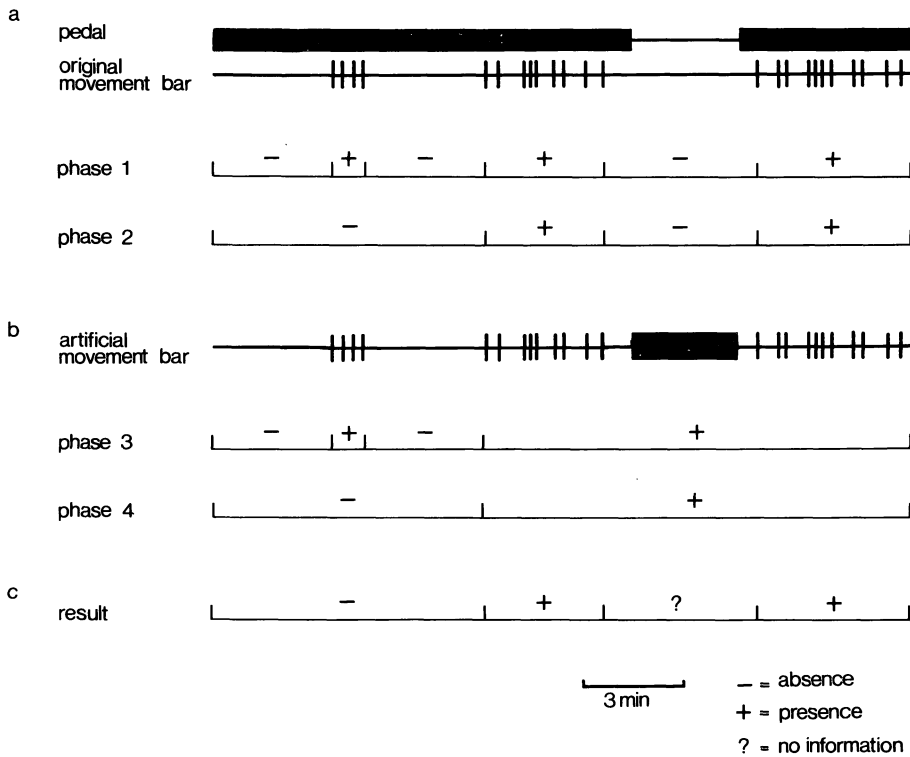 a
pedal
original
movement bar
− + − + − +
phase 1
− + − +
phase 2
b
artificial
movement bar
− + − +
phase 3
− +
phase 4
c
− + ? +
result
3 min
− = absence
+ = presence
? = no information